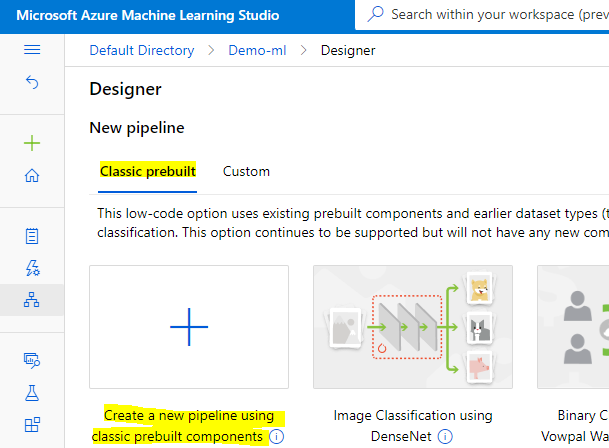 Microsoft Azure Machine Learning Studio
Search within your workspace (prev
Default Directory > Demo-ml > Designer
Designer
New pipeline
Classic prebuilt Custom
This low-code option uses existing prebuilt components and earlier dataset types (t
classification. This option continues to be supported but will not have any new com
Create a new pipeline using
classic prebuilt components
Image Classification using
DenseNet
Binary C
Vowpal Wa